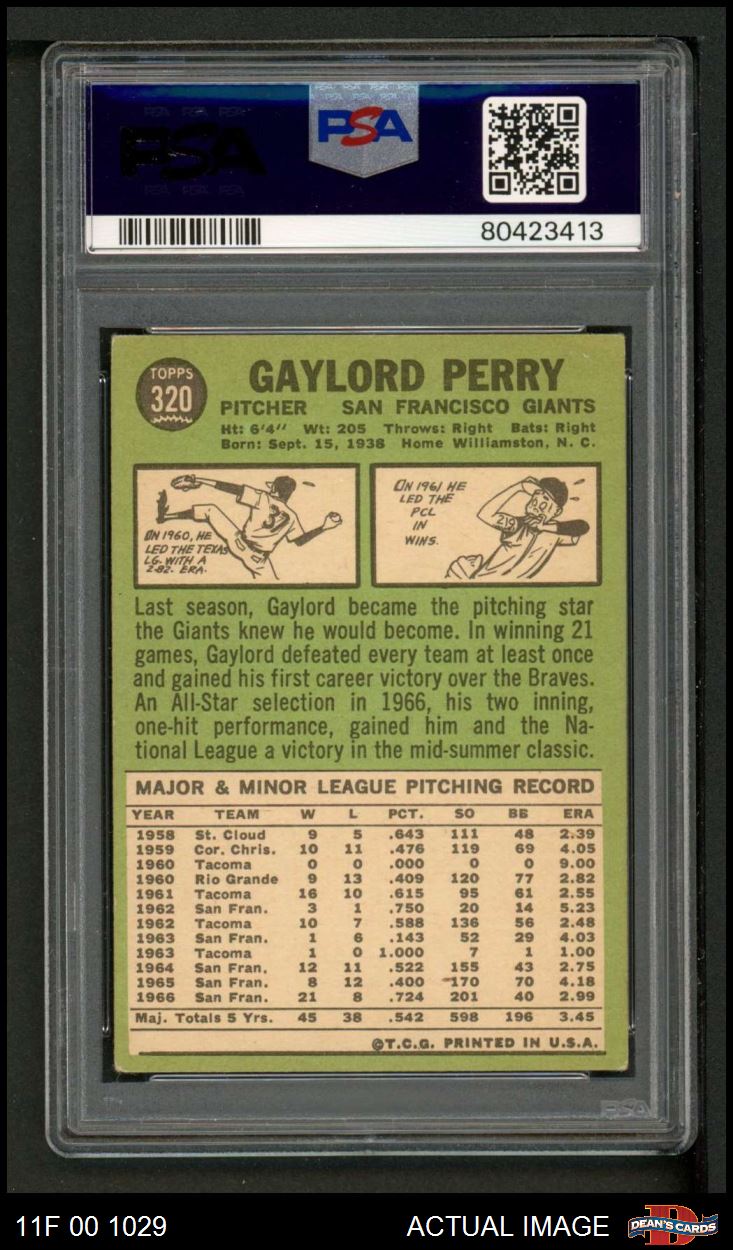 PSA
PSA
80423413
TOPPS
320
GAYLORD PERRY
PITCHER SAN FRANCISCO GIANTS
Ht: 6'4" Wt: 205 Throws: Right Bats: Right
Born: Sept. 15, 1938 Home Williamston, N. C.
IN 1960, HE
LED THE TEXAS
LG. WITH A
2.82. ERA.
37
IN 1961 HE
LED THE
PCL
IN
WINS.
Last season, Gaylord became the pitching star
the Giants knew he would become. In winning 21
games, Gaylord defeated every team at least once
and gained his first career victory over the Braves.
An All-Star selection in 1966, his two inning,
one-hit performance, gained him and the Na-
tional League a victory in the mid-summer classic.
MAJOR & MINOR LEAGUE PITCHING RECORD
YEAR TEAM W L PCT. SO BB ERA
1958 St. Cloud 9 5 .643 111 48 2.39
1959 Cor. Chris. 10 11 .476 119 69 4.05
1960 Tacoma 0 0 .000 0 0 9.00
1960 Rio Grande 9 13 .409 120 77 2.82
1961 Tacoma 16 10 .615 95 61 2.55
1962 San Fran. 3 1 .750 20 14 5.23
1962 Tacoma 10 7 .588 136 56 2.48
1963 San Fran. 1 6 .143 52 29 4.03
1963 Tacoma 1 0 1.000 7 1 1.00
1964 San Fran. 12 11 .522 155 43 2.75
1965 San Fran. 8 12 .400 170 70 4.18
1966 San Fran. 21 8 .724 201 40 2.99
Maj. Totals 5 Yrs. 45 38 .542 598 196 3.45
©T.C.G. PRINTED IN U.S.A.
PSA
11F 00 1029
ACTUAL IMAGE
DEAN'S CARDS